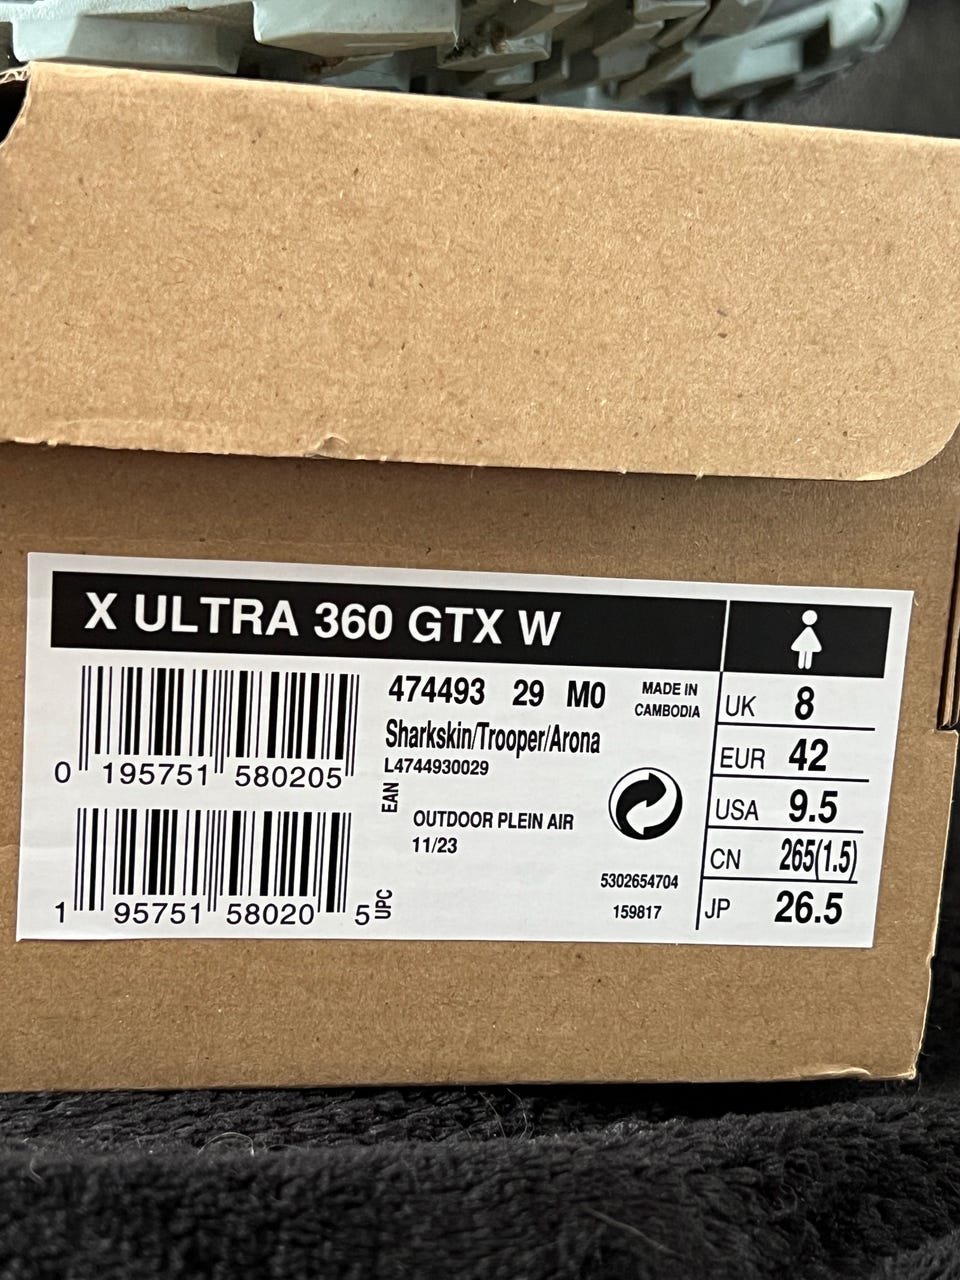 X ULTRA 360 GTX W
0 195751 580205
1 95751 58020 5
EAN
UPC
474493 29 M0
Sharkskin/Trooper/Arona
L4744930029
OUTDOOR PLEIN AIR
11/23
MADE IN
CAMBODIA
5302654704
159817
UK 8
EUR 42
USA 9.5
CN 265(1.5)
JP 26.5